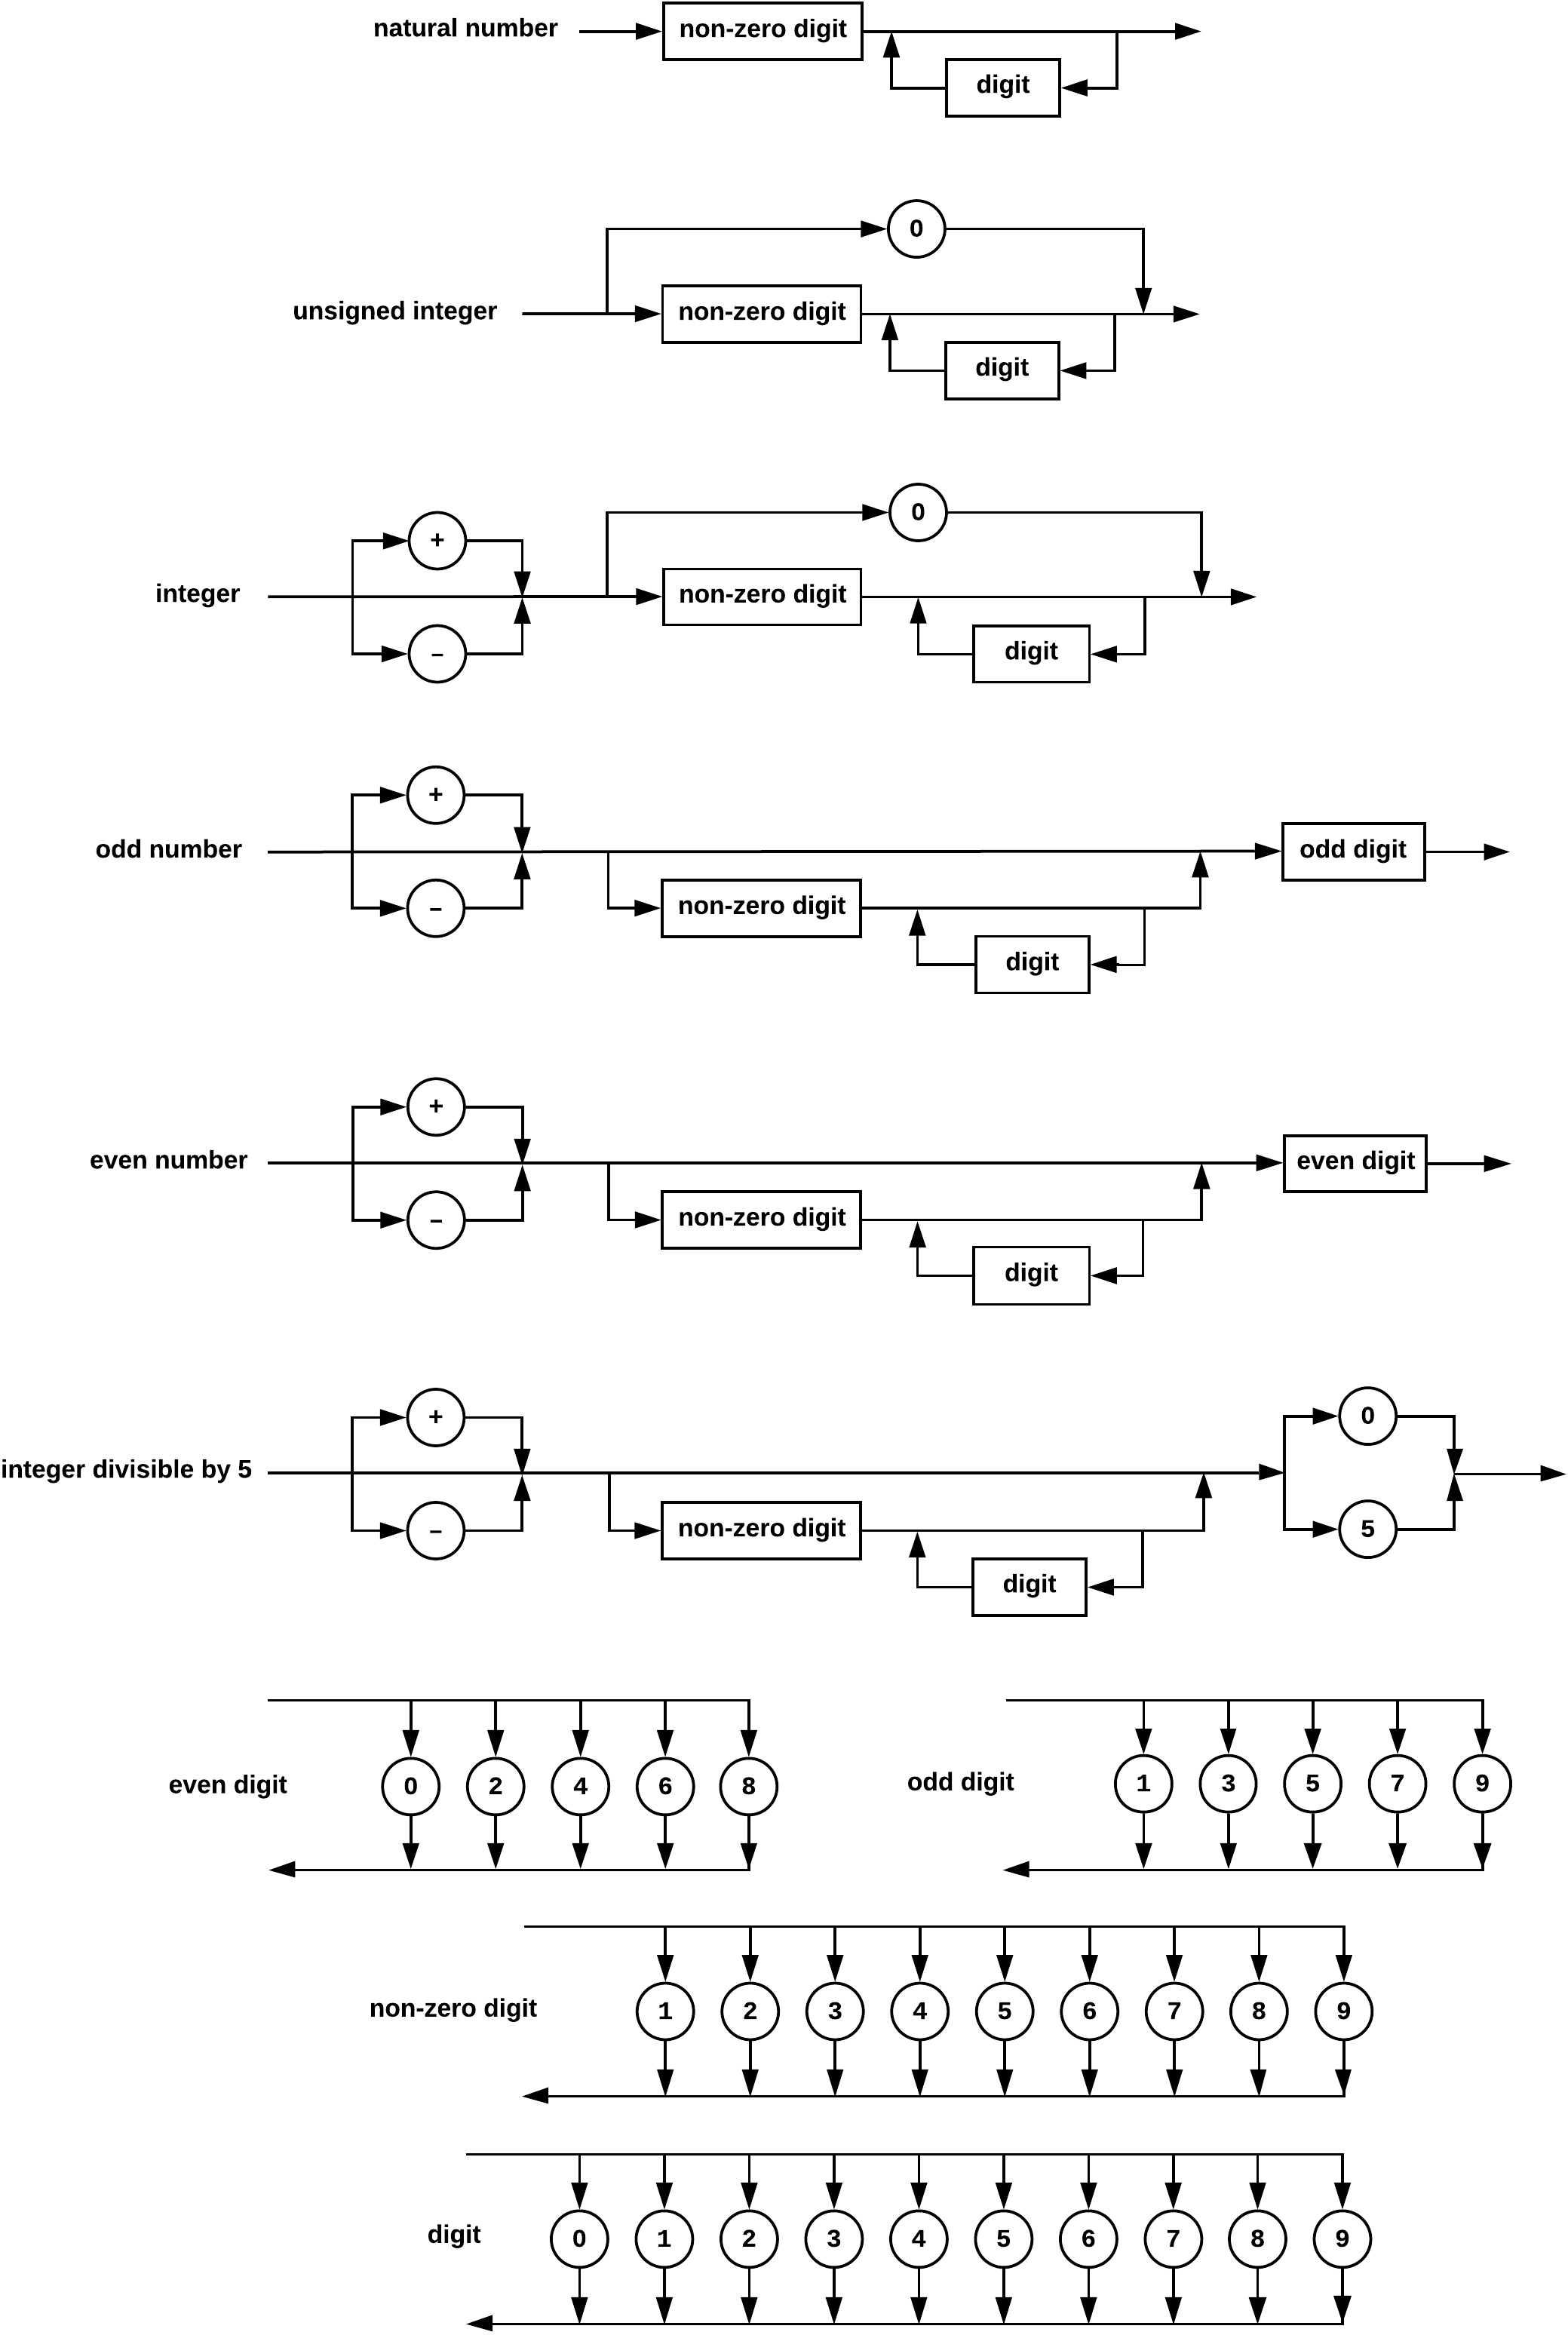 natural number non-zero digit
digit
0
unsigned integer non-zero digit
digit
0
+
integer non-zero digit
–
digit
+
odd number odd digit
– non-zero digit
digit
+
even number even digit
– non-zero digit
digit
+ 0
integer divisible by 5
– non-zero digit 5
digit
even digit 0 2 4 6 8
odd digit 1 3 5 7 9
non-zero digit 1 2 3 4 5 6 7 8 9
digit 0 1 2 3 4 5 6 7 8 9